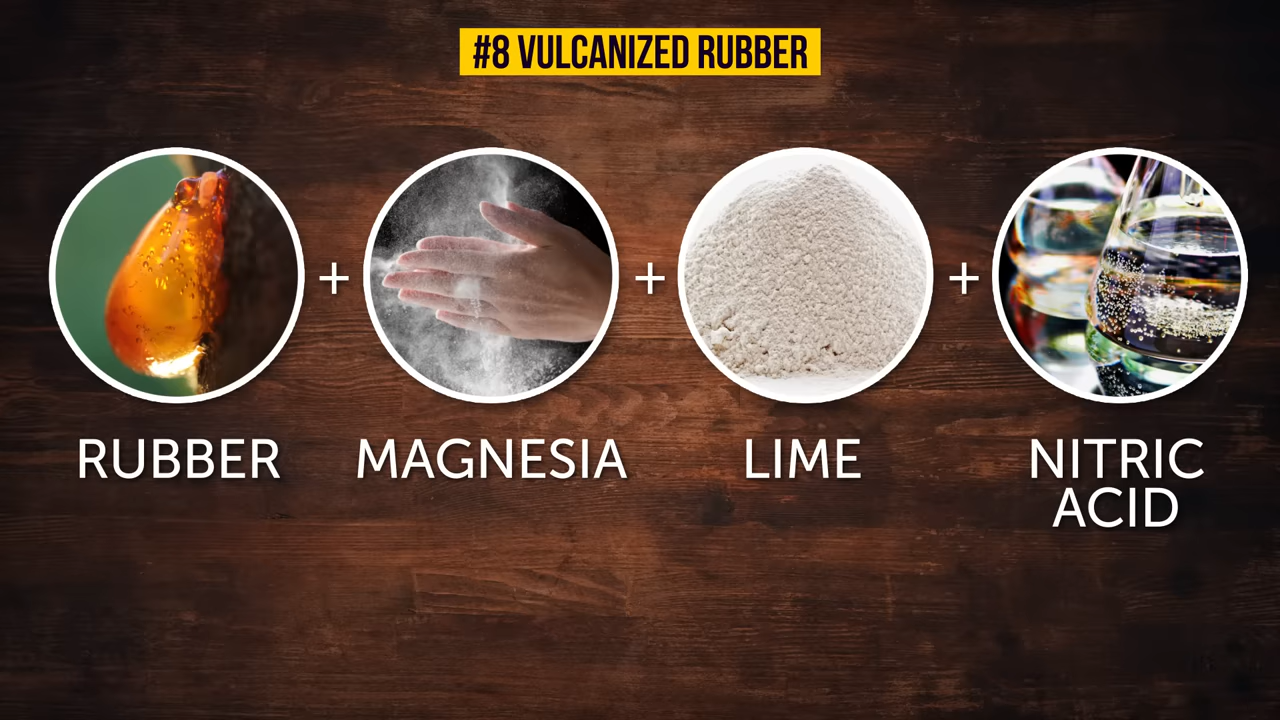 #8 VULCANIZED RUBBER
+ + +
RUBBER
MAGNESIA
LIME
NITRIC
ACID